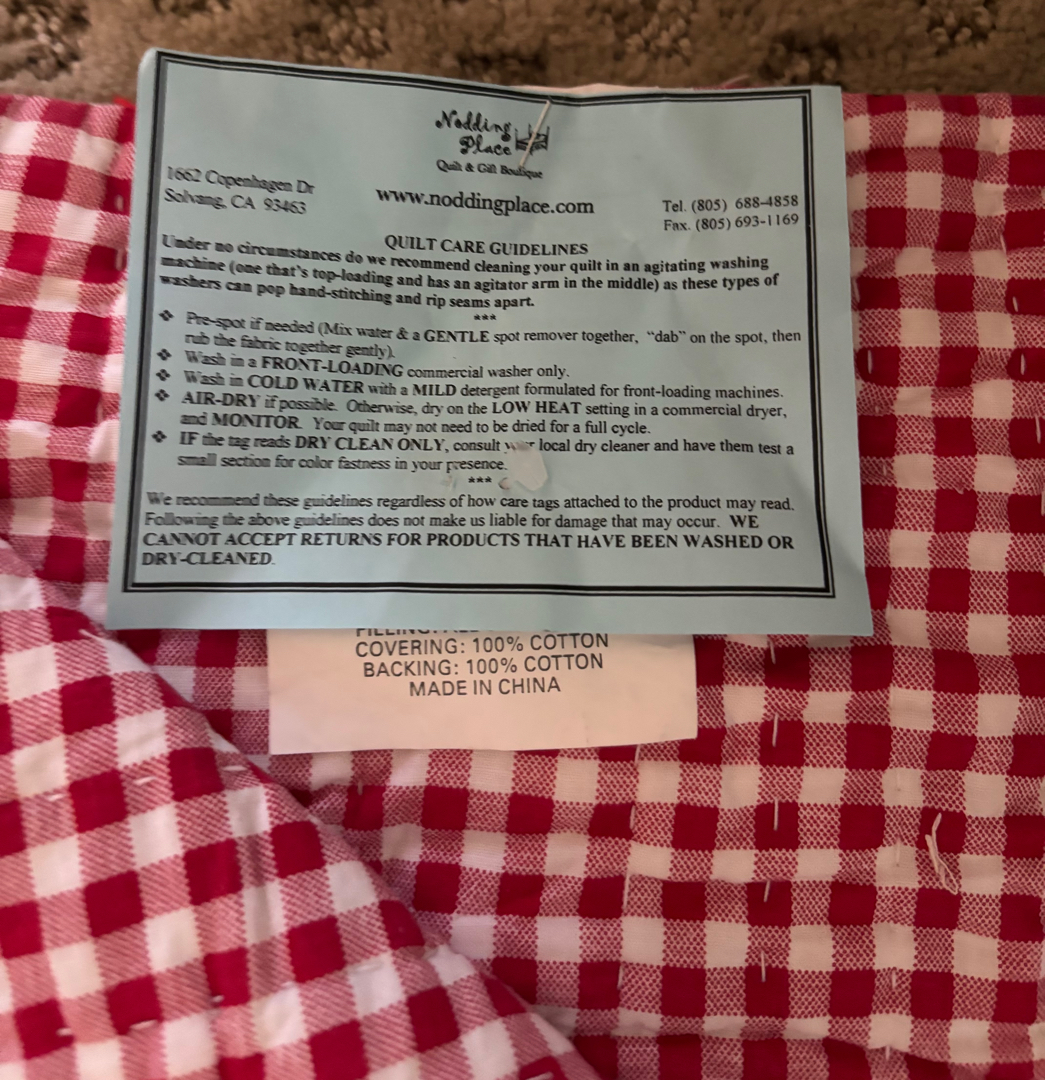 Nodding
Place
Quilt & Gift Boutique
1662 Copenhagen Dr
Solvang, CA 93463
www.noddingplace.com
Tel. (805) 688-4858
Fax. (805) 693-1169
QUILT CARE GUIDELINES
Under no circumstances do we recommend cleaning your quilt in an agitating washing
machine (one that's top-loading and has an agitator arm in the middle) as these types of
washers can pop hand-stitching and rip seams apart.
***
❖ Pre-spot if needed (Mix water & a GENTLE spot remover together, "dab" on the spot, then
rub the fabric together gently).
❖ Wash in a FRONT-LOADING commercial washer only.
❖ Wash in COLD WATER with a MILD detergent formulated for front-loading machines.
❖ AIR-DRY if possible. Otherwise, dry on the LOW HEAT setting in a commercial dryer,
and MONITOR. Your quilt may not need to be dried for a full cycle.
❖ IF the tag reads DRY CLEAN ONLY, consult your local dry cleaner and have them test a
small section for color fastness in your presence.
***
We recommend these guidelines regardless of how care tags attached to the product may read.
Following the above guidelines does not make us liable for damage that may occur. WE
CANNOT ACCEPT RETURNS FOR PRODUCTS THAT HAVE BEEN WASHED OR
DRY-CLEANED.
FILLING:
COVERING: 100% COTTON
BACKING: 100% COTTON
MADE IN CHINA